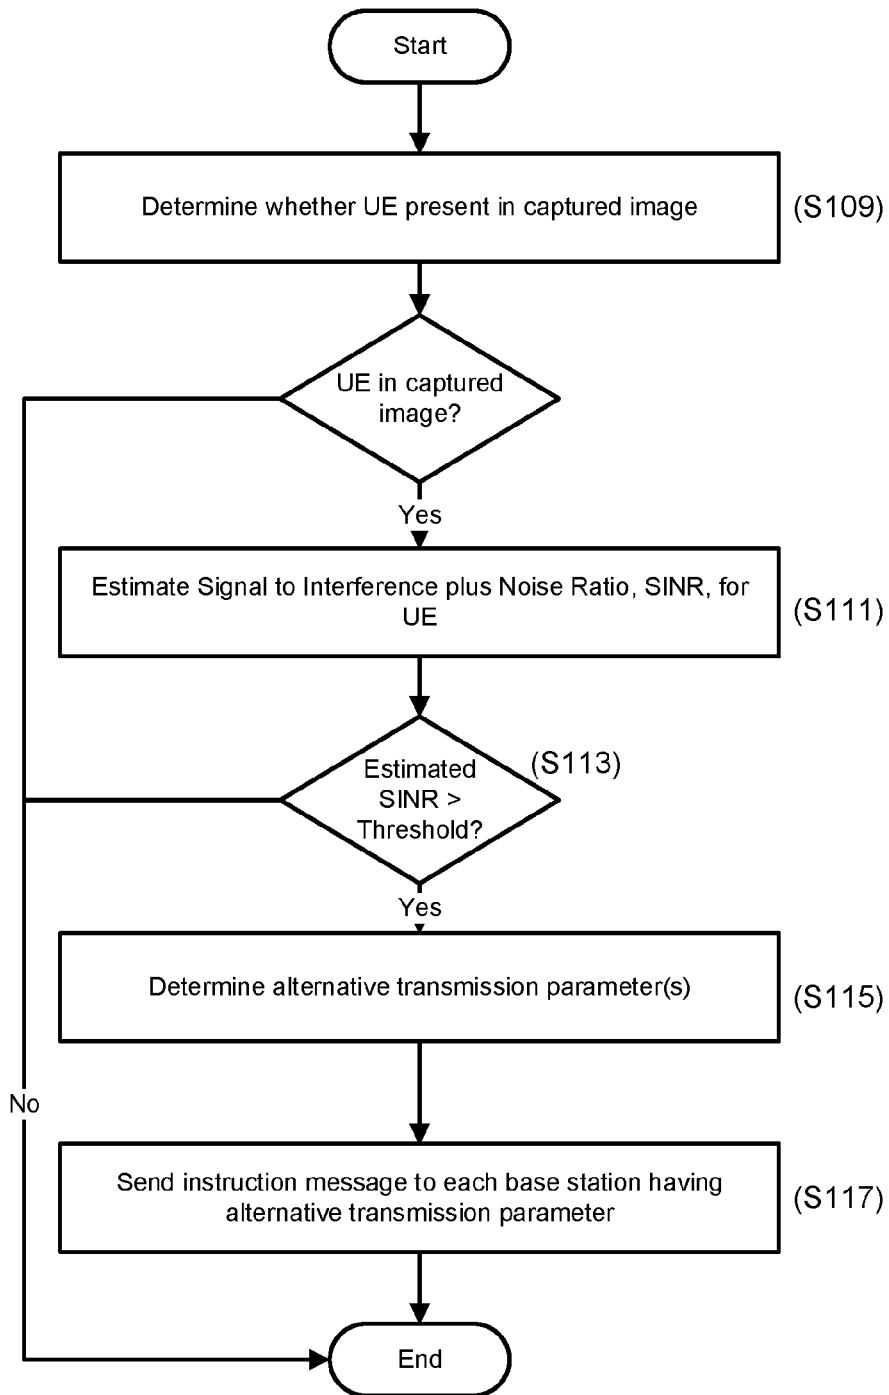 Start
Determine whether UE present in captured image
(S109)
UE in captured
image?
Yes
Estimate Signal to Interference plus Noise Ratio, SINR, for
UE
(S111)
(S113)
Estimated
SINR >
Threshold?
Yes
Determine alternative transmission parameter(s)
(S115)
No
Send instruction message to each base station having
alternative transmission parameter
(S117)
End